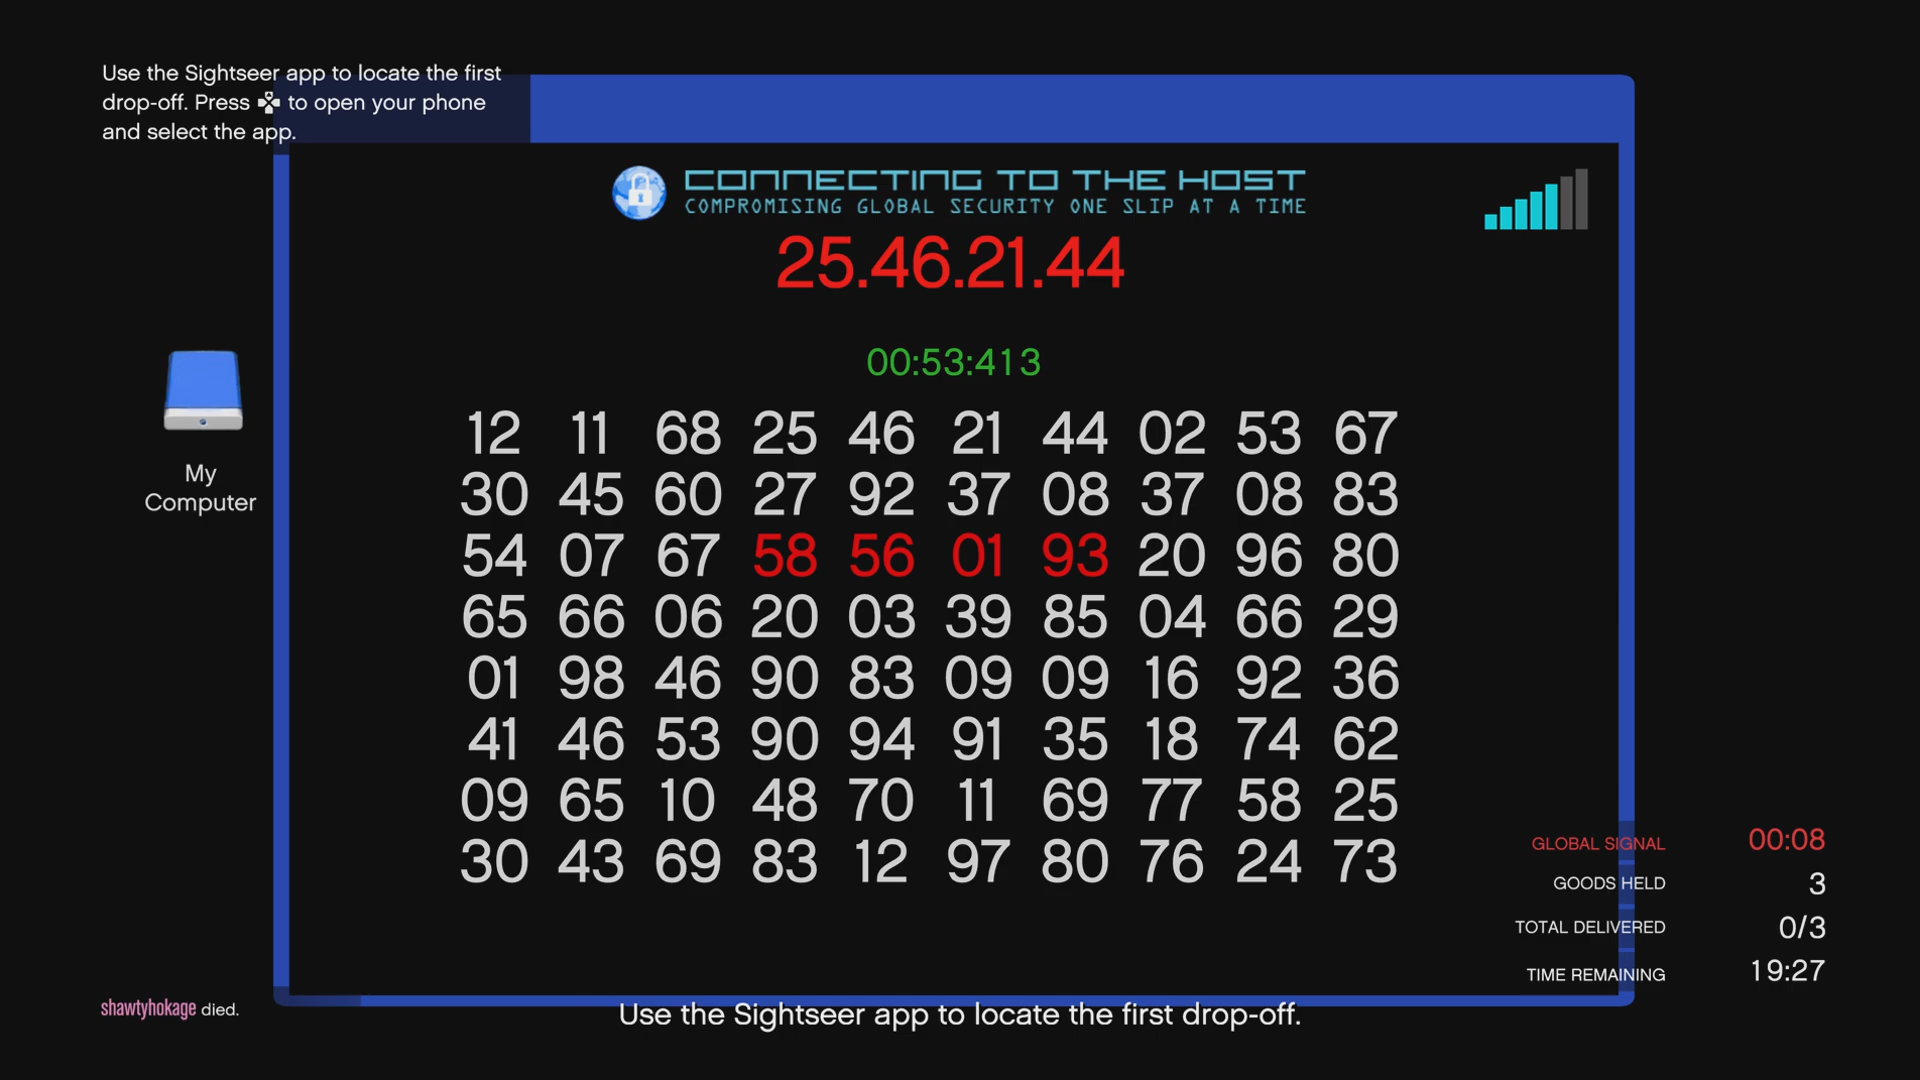 Use the Sightseer app to locate the first
drop-off. Press to open your phone
and select the app.
CONNECTING TO THE HOST
COMPROMISING GLOBAL SECURITY ONE SLIP AT A TIME
25.46.21.44
00:53:413
12 11 68 25 46 21 44 02 53 67
30 45 60 27 92 37 08 37 08 83
54 07 67 58 56 01 93 20 96 80
65 66 06 20 03 39 85 04 66 29
01 98 46 90 83 09 09 16 92 36
41 46 53 90 94 91 35 18 74 62
09 65 10 48 70 11 69 77 58 25
30 43 69 83 12 97 80 76 24 73
My
Computer
GLOBAL SIGNAL 00:08
GOODS HELD 3
TOTAL DELIVERED 0/3
TIME REMAINING 19:27
shawtyhokage died.
Use the Sightseer app to locate the first drop-off.